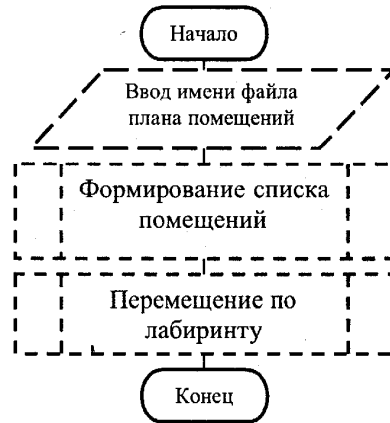 Начало
Ввод имени файла
плана помещений
Формирование списка
помещений
Перемещение по
лабиринту
Конец